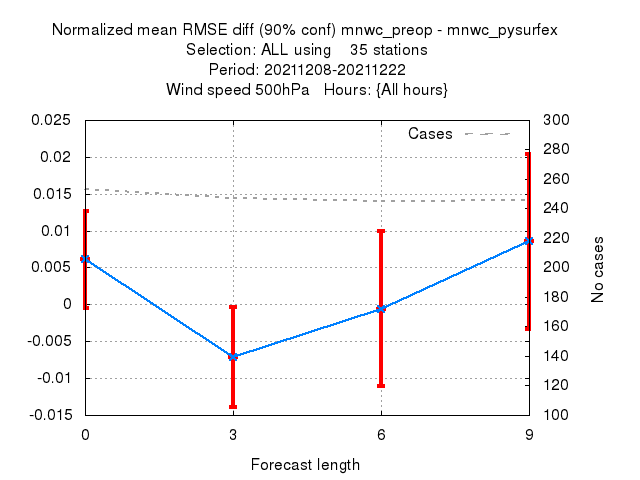 Normalized mean RMSE diff (90% conf) mnwc_preop - mnwc_pysurfex
Selection: ALL using    35 stations
Period: 20211208-20211222
Wind speed 500hPa   Hours: {All hours}
Cases
0.025
0.02
0.015
0.01
0.005
0
-0.005
-0.01
-0.015
300
280
260
240
220
200
180
160
140
120
100
No cases
0 3 6 9
Forecast length